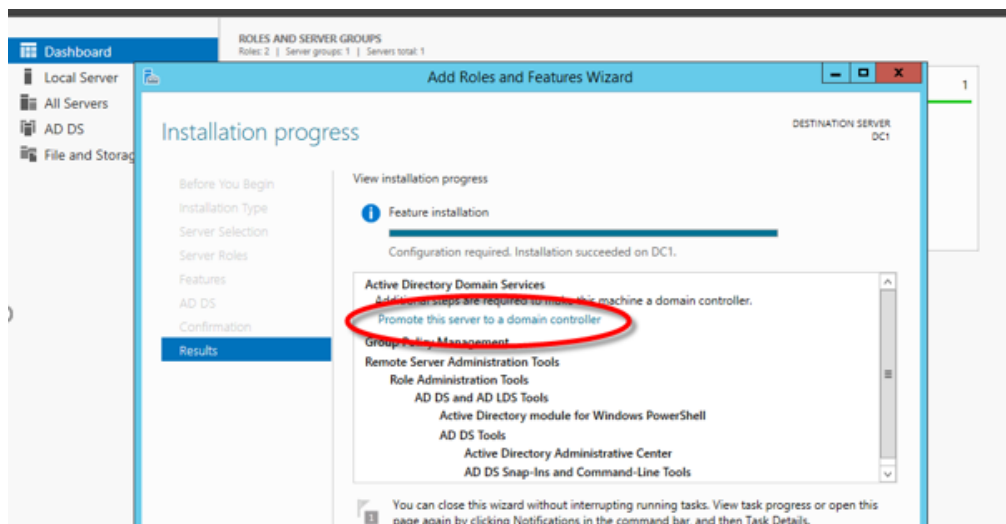 ROLES AND SERVER GROUPS
Roles: 2 | Server groups: 1 | Servers total: 1
Dashboard
Local Server
All Servers
AD DS
File and Storag
1
Add Roles and Features Wizard
Installation progress
DESTINATION SERVER
DC1
Before You Begin
Installation Type
Server Selection
Server Roles
Features
AD DS
Confirmation
Results
View installation progress
Feature installation
Configuration required. Installation succeeded on DC1.
Active Directory Domain Services
Additional steps are required to make this machine a domain controller.
Promote this server to a domain controller
Group Policy Management
Remote Server Administration Tools
Role Administration Tools
AD DS and AD LDS Tools
Active Directory module for Windows PowerShell
AD DS Tools
Active Directory Administrative Center
AD DS Snap-Ins and Command-Line Tools
1
You can close this wizard without interrupting running tasks. View task progress or open this
page again by clicking Notifications in the command bar, and then Task Details.